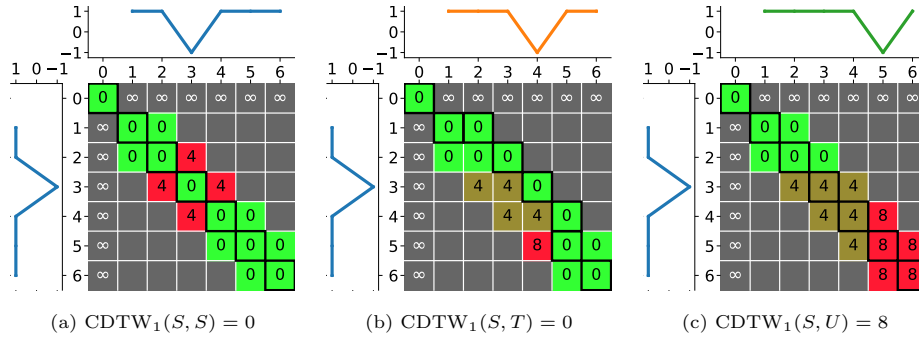 1
0
−1
1 0 −1
0 1 2 3 4 5 6
0 0 ∞ ∞ ∞ ∞ ∞ ∞
1 ∞ 0 0
2 ∞ 0 0 4
3 ∞ 4 0 4
4 ∞ 4 0 0
5 ∞ 0 0 0
6 ∞ 0 0
(a) CDTW₁(S, S) = 0
1
0
−1
1 0 −1
0 1 2 3 4 5 6
0 0 ∞ ∞ ∞ ∞ ∞ ∞
1 ∞ 0 0
2 ∞ 0 0 0
3 ∞ 4 4 0
4 ∞ 4 4 0
5 ∞ 8 0 0
6 ∞ 0 0
(b) CDTW₁(S, T) = 0
1
0
−1
1 0 −1
0 1 2 3 4 5 6
0 0 ∞ ∞ ∞ ∞ ∞ ∞
1 ∞ 0 0
2 ∞ 0 0 0
3 ∞ 4 4 4
4 ∞ 4 4 8
5 ∞ 4 8 8
6 ∞ 8 8
(c) CDTW₁(S, U) = 8